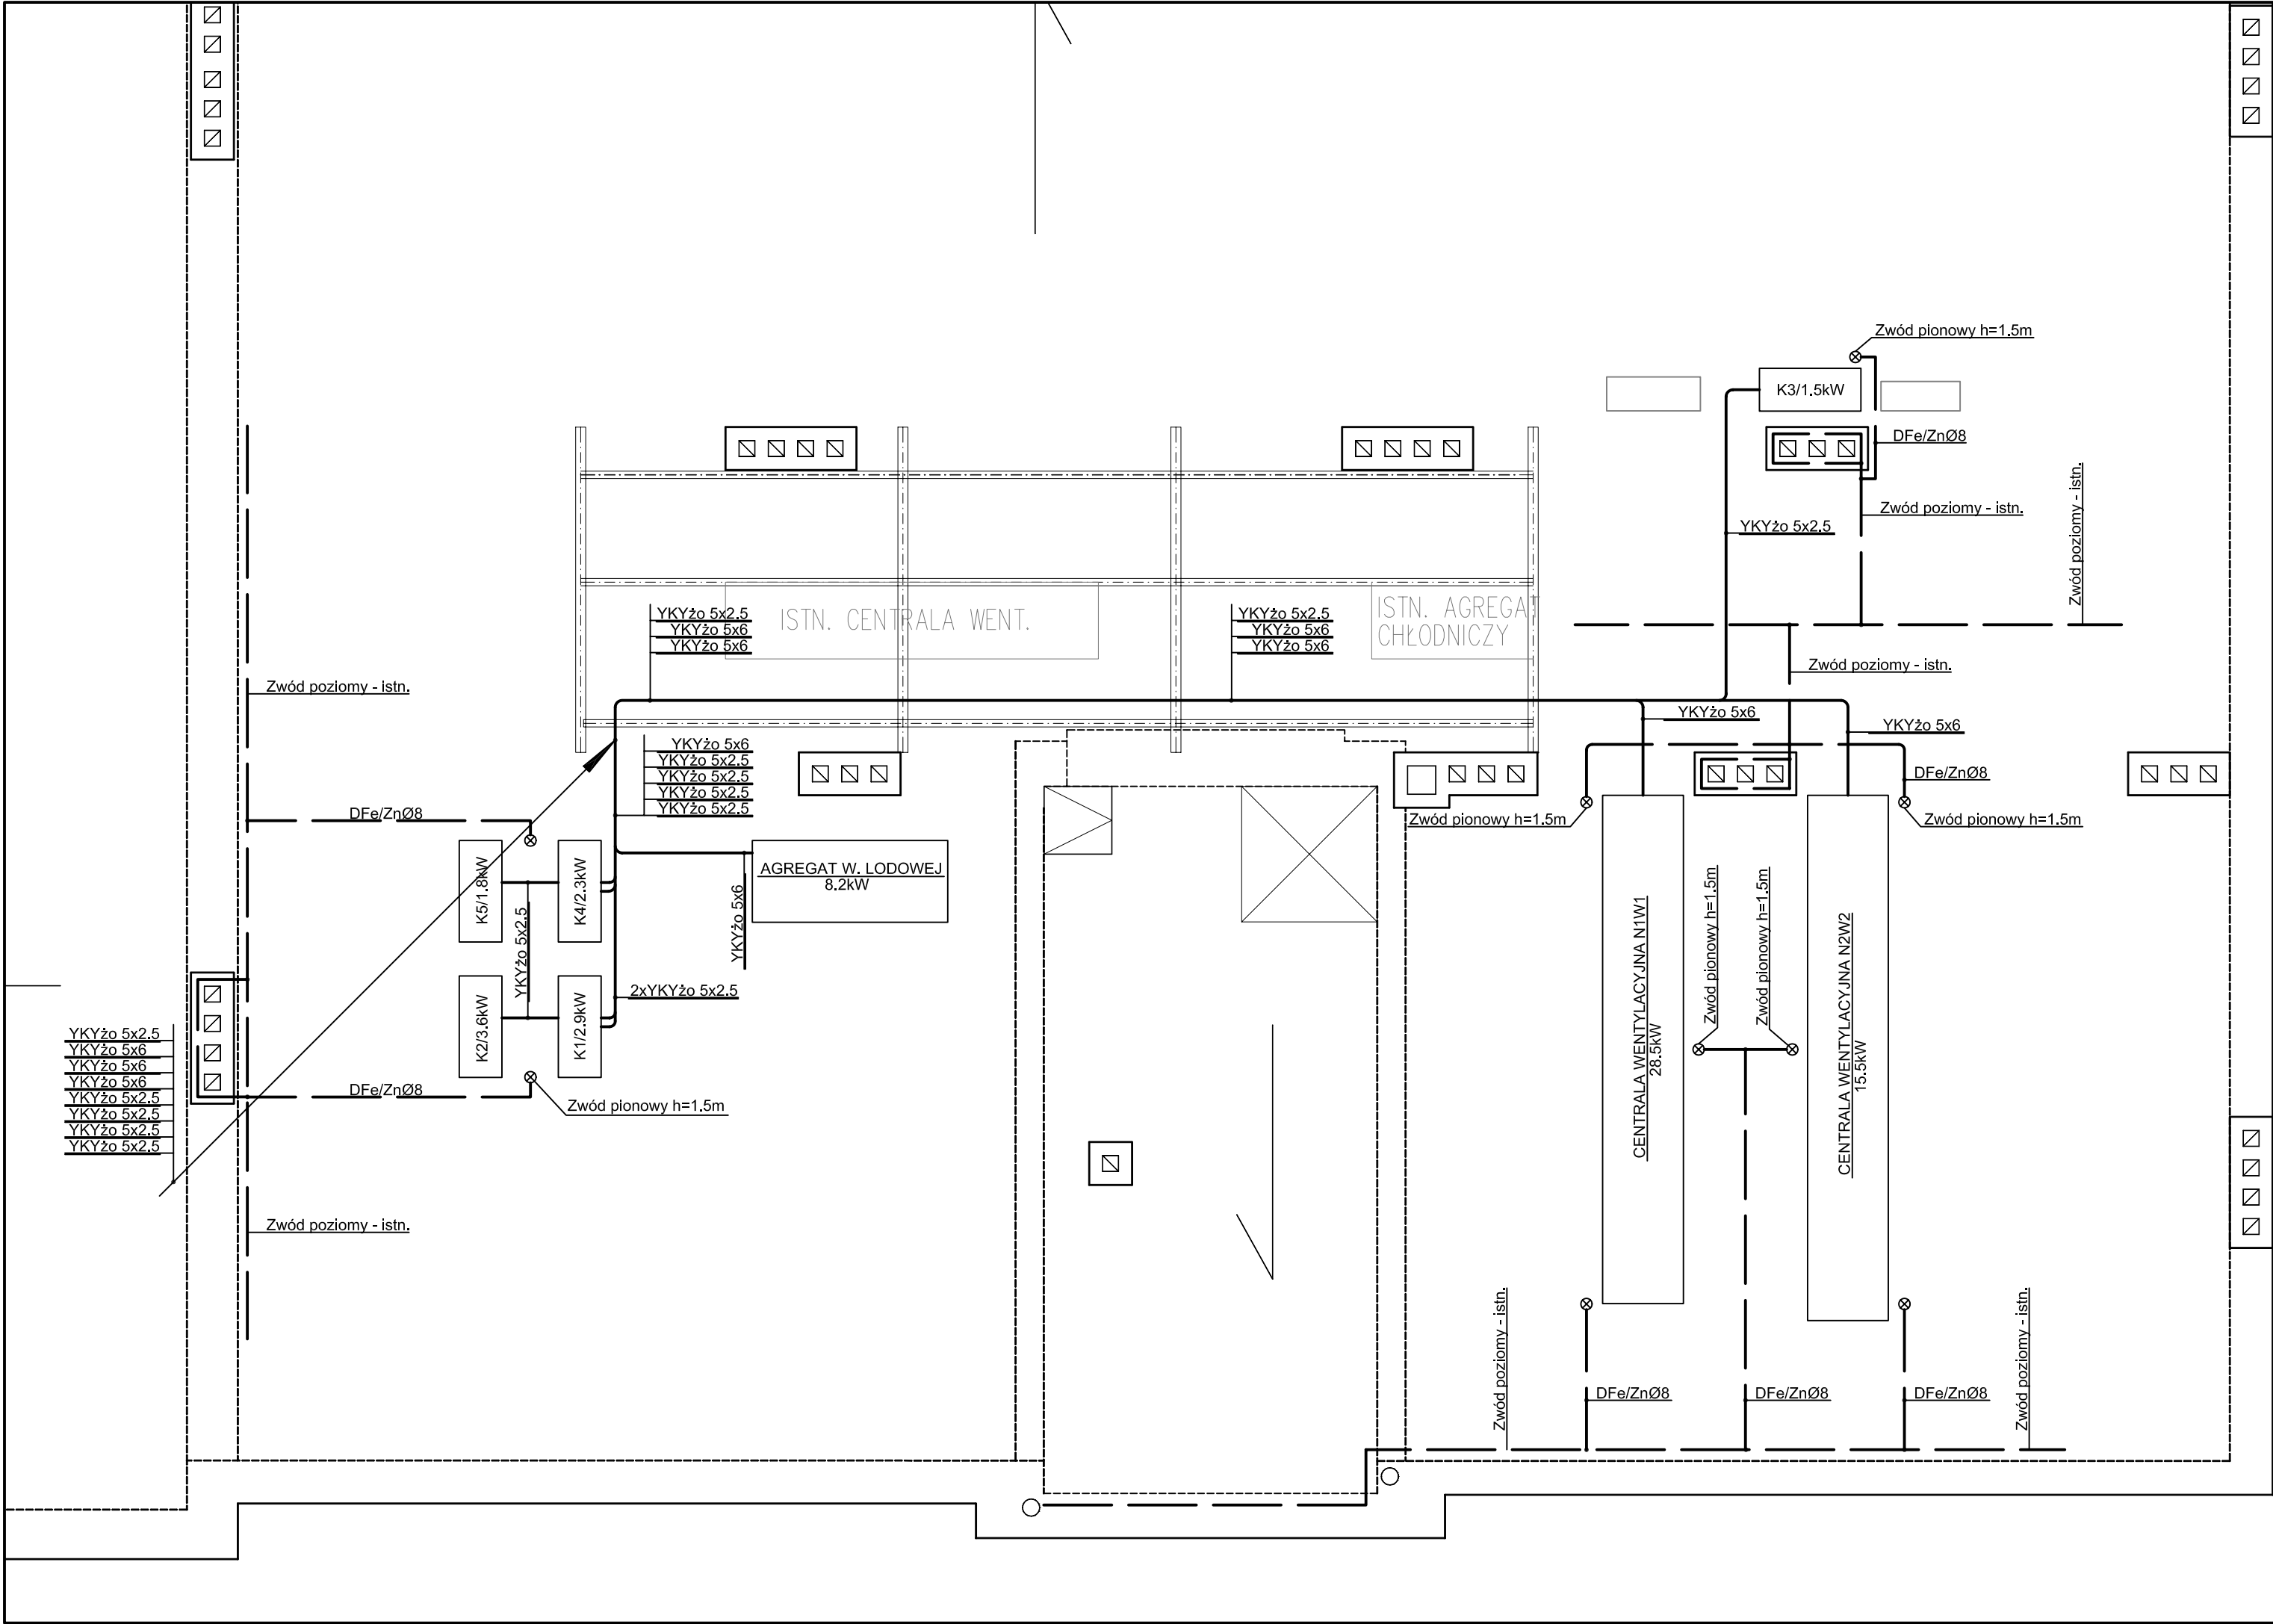 Zwód pionowy h=1.5m
K3/1.5kW
DFe/ZnØ8
Zwód poziomy - istn.
Zwód poziomy - istn.
YKYżo 5x2.5
YKYżo 5x2.5
YKYżo 5x6
YKYżo 5x6
ISTN. CENTRALA WENT.
YKYżo 5x2.5
YKYżo 5x6
YKYżo 5x6
ISTN. AGREGAT
CHŁODNICZY
Zwód poziomy - istn.
Zwód poziomy - istn.
YKYżo 5x6
YKYżo 5x6
YKYżo 5x6
YKYżo 5x2.5
YKYżo 5x2.5
YKYżo 5x2.5
YKYżo 5x2.5
DFe/ZnØ8
DFe/ZnØ8
Zwód pionowy h=1.5m
Zwód pionowy h=1.5m
K5/1.8kW
K4/2.3kW
YKYżo 5x2.5
AGREGAT W. LODOWEJ
8.2kW
YKYżo 5x6
Zwód pionowy h=1.5m
Zwód pionowy h=1.5m
CENTRALA WENTYLACYJNA N1W1
28.5kW
CENTRALA WENTYLACYJNA N2W2
15.5kW
2xYKYżo 5x2.5
K2/3.6kW
K1/2.9kW
YKYżo 5x2.5
YKYżo 5x6
YKYżo 5x6
YKYżo 5x6
YKYżo 5x2.5
YKYżo 5x2.5
YKYżo 5x2.5
YKYżo 5x2.5
DFe/ZnØ8
Zwód pionowy h=1.5m
Zwód poziomy - istn.
Zwód poziomy - istn.
DFe/ZnØ8
DFe/ZnØ8
DFe/ZnØ8
Zwód poziomy - istn.